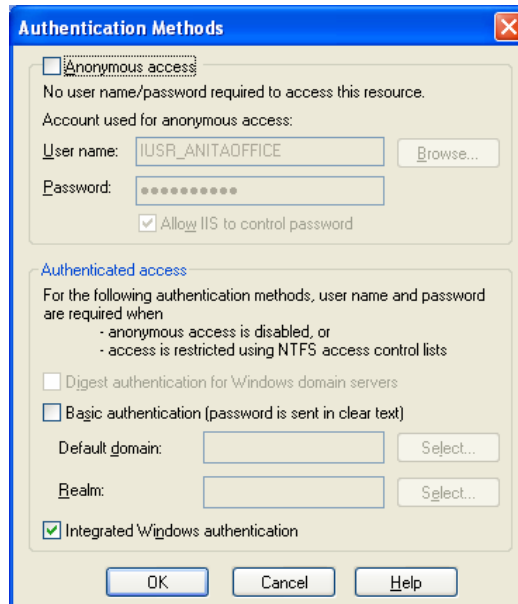 Authentication Methods
Anonymous access
No user name/password required to access this resource.
Account used for anonymous access:
User name: IUSR_ANITAOFFICE Browse...
Password: ●●●●●●●●●●
Allow IIS to control password
Authenticated access
For the following authentication methods, user name and password
are required when
- anonymous access is disabled, or
- access is restricted using NTFS access control lists
Digest authentication for Windows domain servers
Basic authentication (password is sent in clear text)
Default domain: Select...
Realm: Select...
Integrated Windows authentication
OK Cancel Help